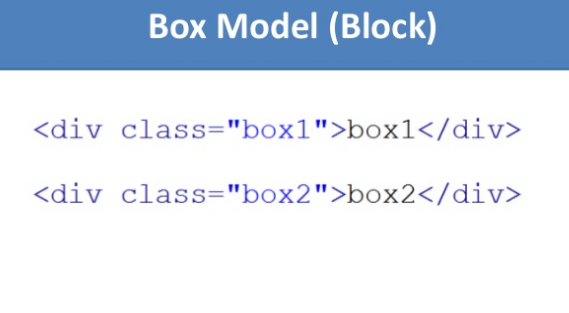 Box Model (Block)
<div class="box1">box1</div>
<div class="box2">box2</div>